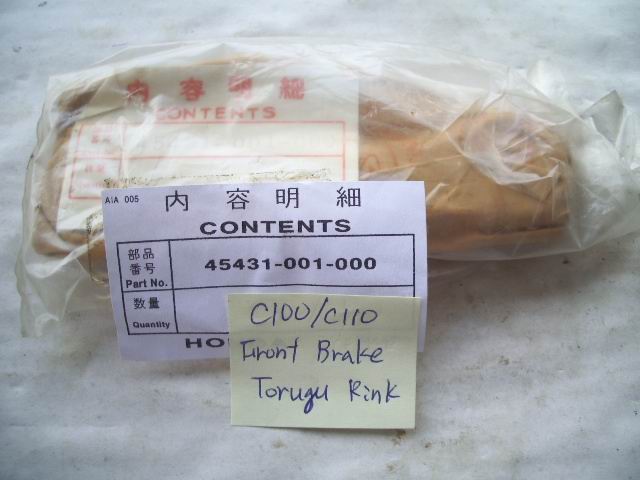 内容明細
CONTENTS
AIA 005
内容明細
CONTENTS
部品
番号
Part No.
45431-001-000
数量
Quantity
HO
C100/C110
Front Brake
Torugu Rink